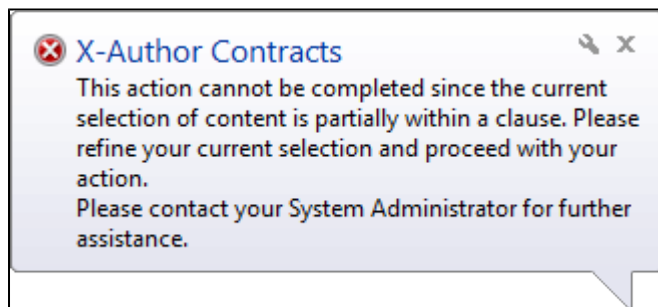 X-Author Contracts
This action cannot be completed since the current
selection of content is partially within a clause. Please
refine your current selection and proceed with your
action.
Please contact your System Administrator for further
assistance.